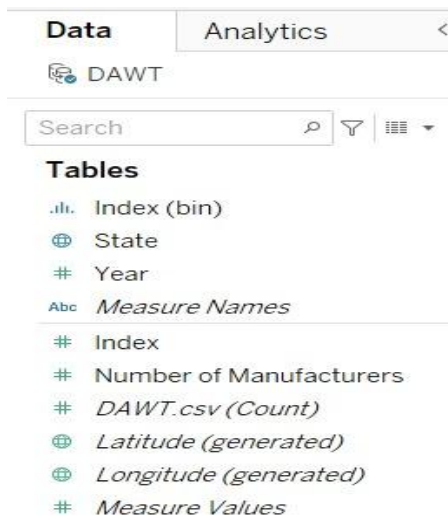 Data Analytics
DAWT
Search
Tables
Index (bin)
State
# Year
Abc Measure Names
# Index
# Number of Manufacturers
# DAWT.csv (Count)
Latitude (generated)
Longitude (generated)
# Measure Values